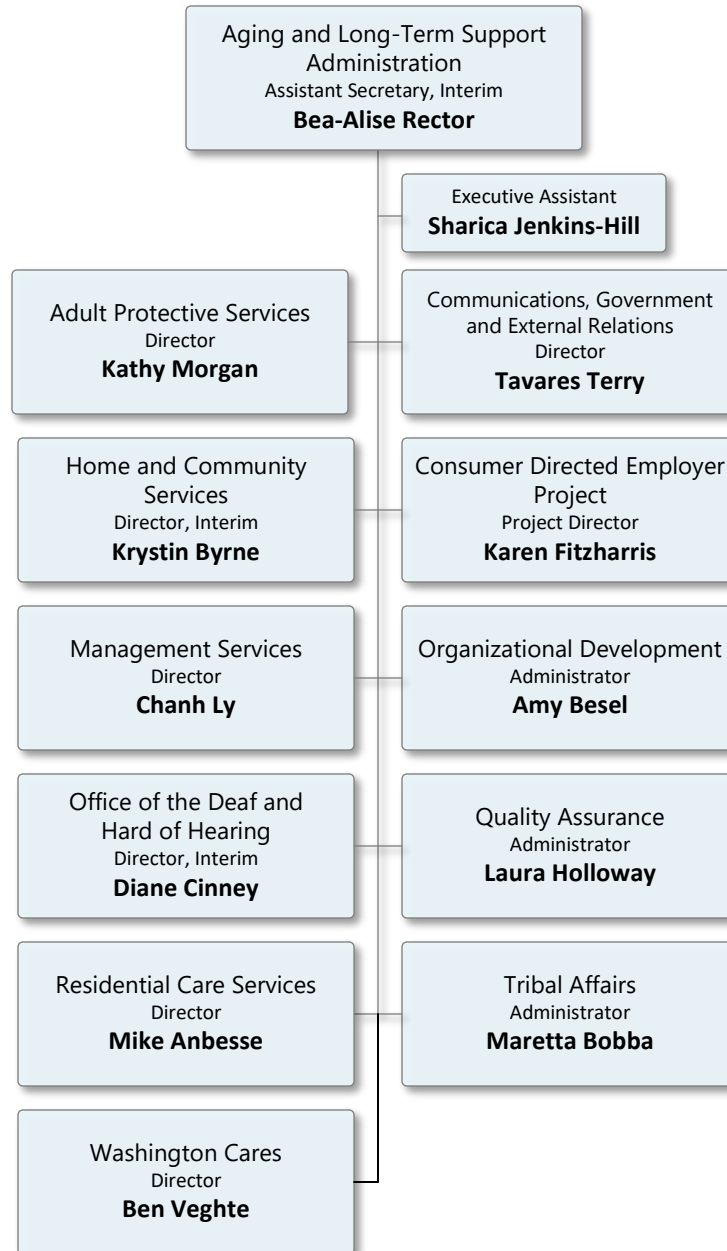 Aging and Long-Term Support
Administration
Assistant Secretary, Interim
Bea-Alise Rector
Executive Assistant
Sharica Jenkins-Hill
Adult Protective Services
Director
Kathy Morgan
Communications, Government
and External Relations
Director
Tavares Terry
Home and Community
Services
Director, Interim
Krystin Byrne
Consumer Directed Employer
Project
Project Director
Karen Fitzharris
Management Services
Director
Chanh Ly
Organizational Development
Administrator
Amy Besel
Office of the Deaf and
Hard of Hearing
Director, Interim
Diane Cinney
Quality Assurance
Administrator
Laura Holloway
Residential Care Services
Director
Mike Anbesse
Tribal Affairs
Administrator
Maretta Bobba
Washington Cares
Director
Ben Veghte